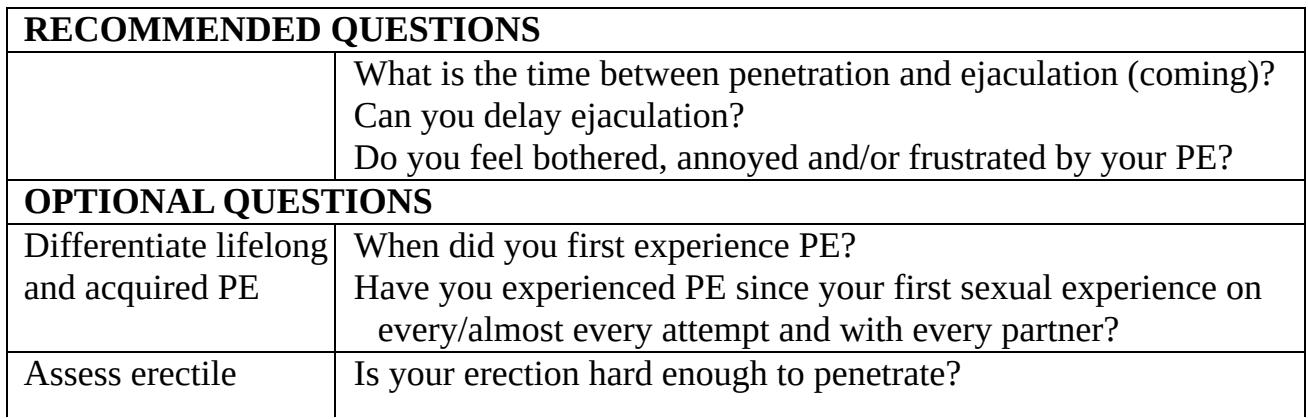 RECOMMENDED QUESTIONS
What is the time between penetration and ejaculation (coming)?
Can you delay ejaculation?
Do you feel bothered, annoyed and/or frustrated by your PE?
OPTIONAL QUESTIONS
Differentiate lifelong
and acquired PE
When did you first experience PE?
Have you experienced PE since your first sexual experience on
every/almost every attempt and with every partner?
Assess erectile
Is your erection hard enough to penetrate?